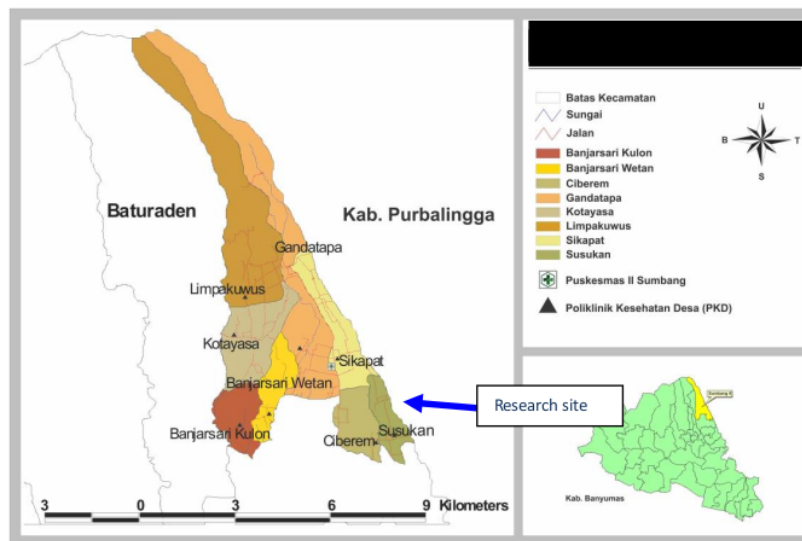 Baturaden
Kab. Purbalingga
Gandatapa
Limpakuwus
Kotayasa
Sikapat
Banjarsari Wetan
Banjarsari Kulon
Ciberem
Susukan
3 0 3 6 9 Kilometers
Research site
Batas Kecamatan
Sungai
Jalan
Banjarsari Kulon
Banjarsari Wetan
Ciberem
Gandatapa
Kotayasa
Limpakuwus
Sikapat
Susukan
Puskesmas II Sumbang
Poliklinik Kesehatan Desa (PKD)
U
B T
S
Sumbang II
Kab. Banyumas